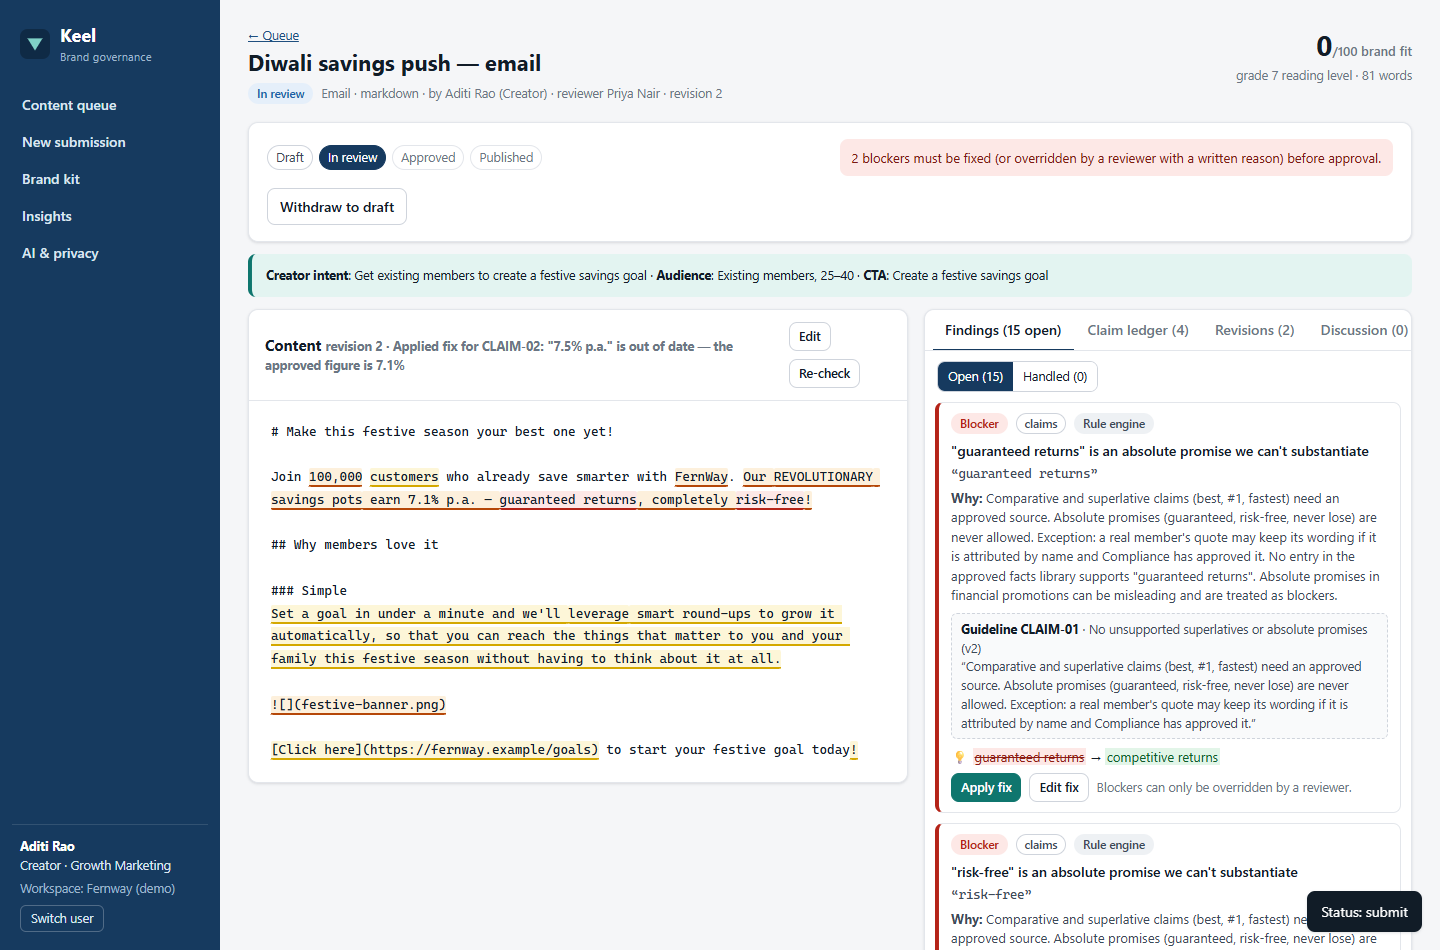 Keel
Brand governance
Content queue
New submission
Brand kit
Insights
AI & privacy
Aditi Rao
Creator · Growth Marketing
Workspace: Fernway (demo)
Switch user
← Queue
Diwali savings push — email
In review Email · markdown · by Aditi Rao (Creator) · reviewer Priya Nair · revision 2
0/100 brand fit
grade 7 reading level · 81 words
Draft In review Approved Published
2 blockers must be fixed (or overridden by a reviewer with a written reason) before approval.
Withdraw to draft
Creator intent: Get existing members to create a festive savings goal · Audience: Existing members, 25–40 · CTA: Create a festive savings goal
Content revision 2 · Applied fix for CLAIM-02: "7.5% p.a." is out of date — the
approved figure is 7.1%
Edit
Re-check
# Make this festive season your best one yet!
Join 100,000 customers who already save smarter with FernWay. Our REVOLUTIONARY
savings pots earn 7.1% p.a. — guaranteed returns, completely risk-free!
## Why members love it
### Simple
Set a goal in under a minute and we'll leverage smart round-ups to grow it
automatically, so that you can reach the things that matter to you and your
family this festive season without having to think about it at all.
![](festive-banner.png)
[Click here](https://fernway.example/goals) to start your festive goal today!
Findings (15 open) Claim ledger (4) Revisions (2) Discussion (0)
Open (15) Handled (0)
Blocker claims Rule engine
"guaranteed returns" is an absolute promise we can't substantiate
“guaranteed returns”
Why: Comparative and superlative claims (best, #1, fastest) need an
approved source. Absolute promises (guaranteed, risk-free, never lose) are
never allowed. Exception: a real member's quote may keep its wording if it
is attributed by name and Compliance has approved it. No entry in the
approved facts library supports "guaranteed returns". Absolute promises in
financial promotions can be misleading and are treated as blockers.
Guideline CLAIM-01 · No unsupported superlatives or absolute promises
(v2)
“Comparative and superlative claims (best, #1, fastest) need an approved
source. Absolute promises (guaranteed, risk-free, never lose) are never
allowed. Exception: a real member's quote may keep its wording if it is
attributed by name and Compliance has approved it.”
guaranteed returns → competitive returns
Apply fix Edit fix Blockers can only be overridden by a reviewer.
Blocker claims Rule engine
"risk-free" is an absolute promise we can't substantiate
“risk-free”
Why: Comparative and superlative claims (best, #1, fastest)
approved source. Absolute promises (guaranteed, risk-free, never lose) are
Status: submit